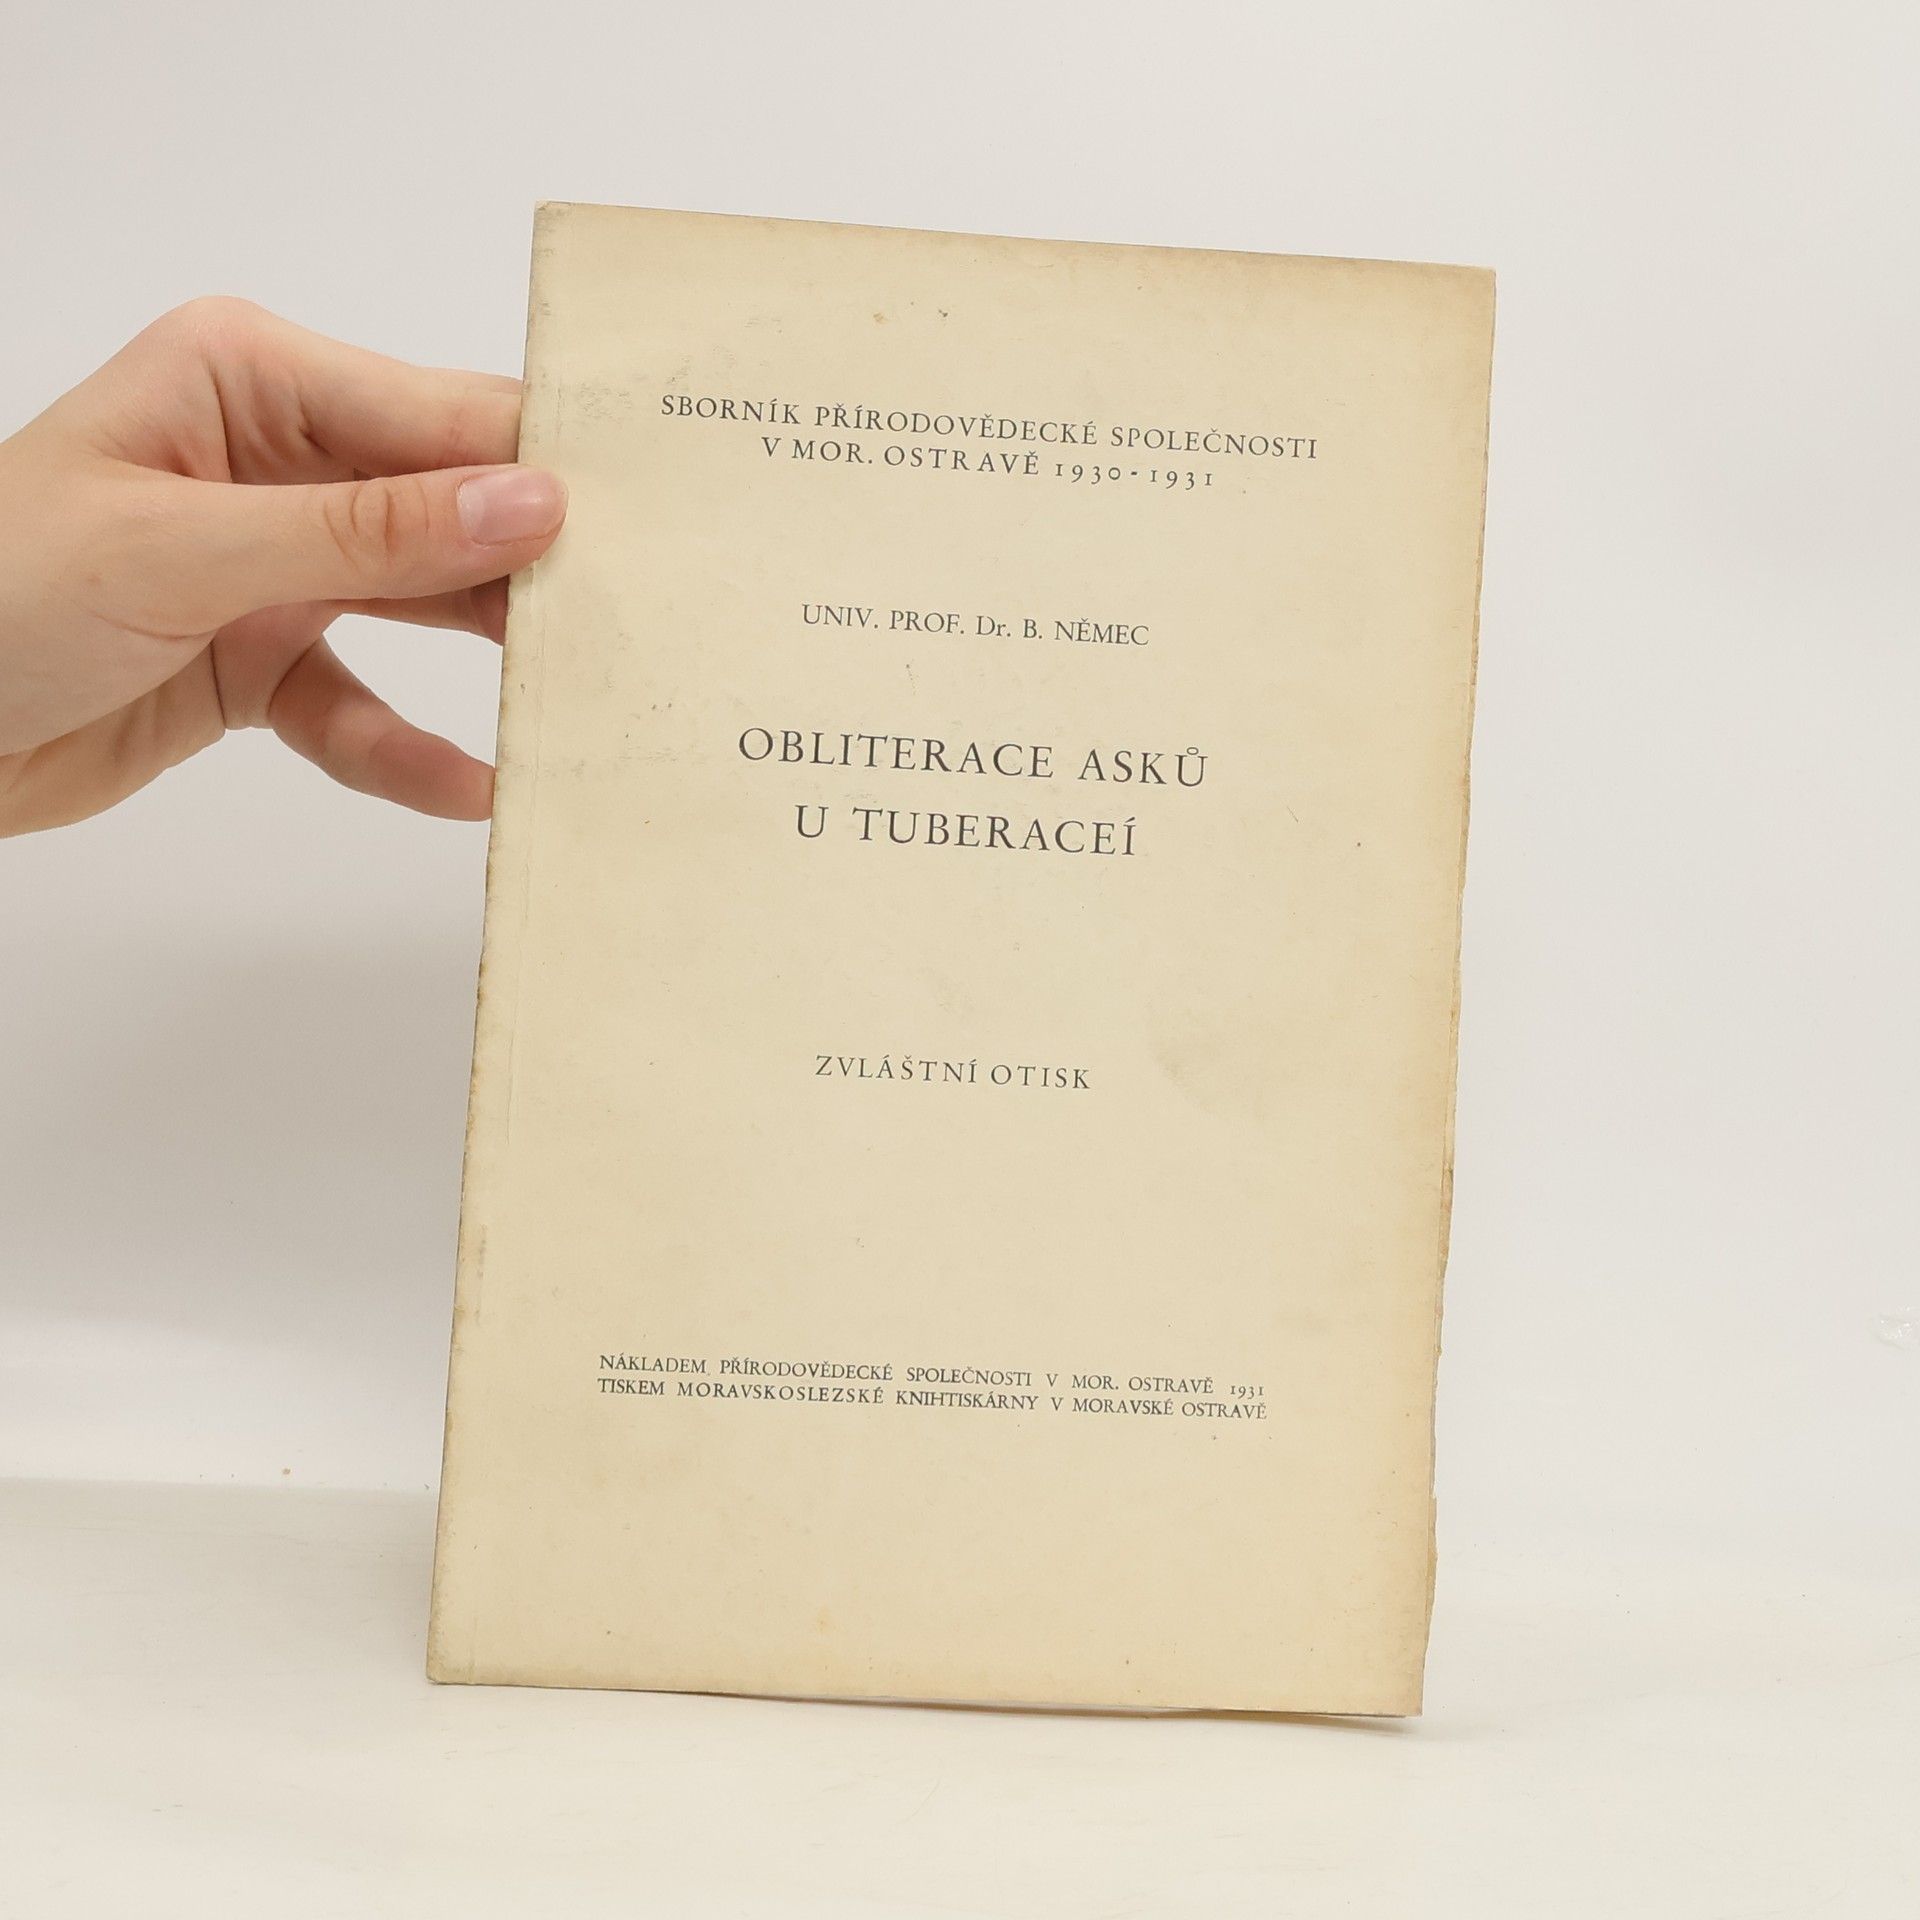 SBORNÍK PŘÍRODOVĚDECKÉ SPOLEČNOSTI
V MOR. OSTRAVĚ 1930-1931
UNIV. PROF. Dr. B. NĚMEC
OBLITERACE ASKŮ
U TUBERACEÍ
ZVLÁŠTNÍ OTISK
NÁKLADEM PŘÍRODOVĚDECKÉ SPOLEČNOSTI V MOR. OSTRAVĚ 1931
TISKEM MORAVSKOSLEZSKÉ KNIHTISKÁRNY V MORAVSKÉ OSTRAVĚ